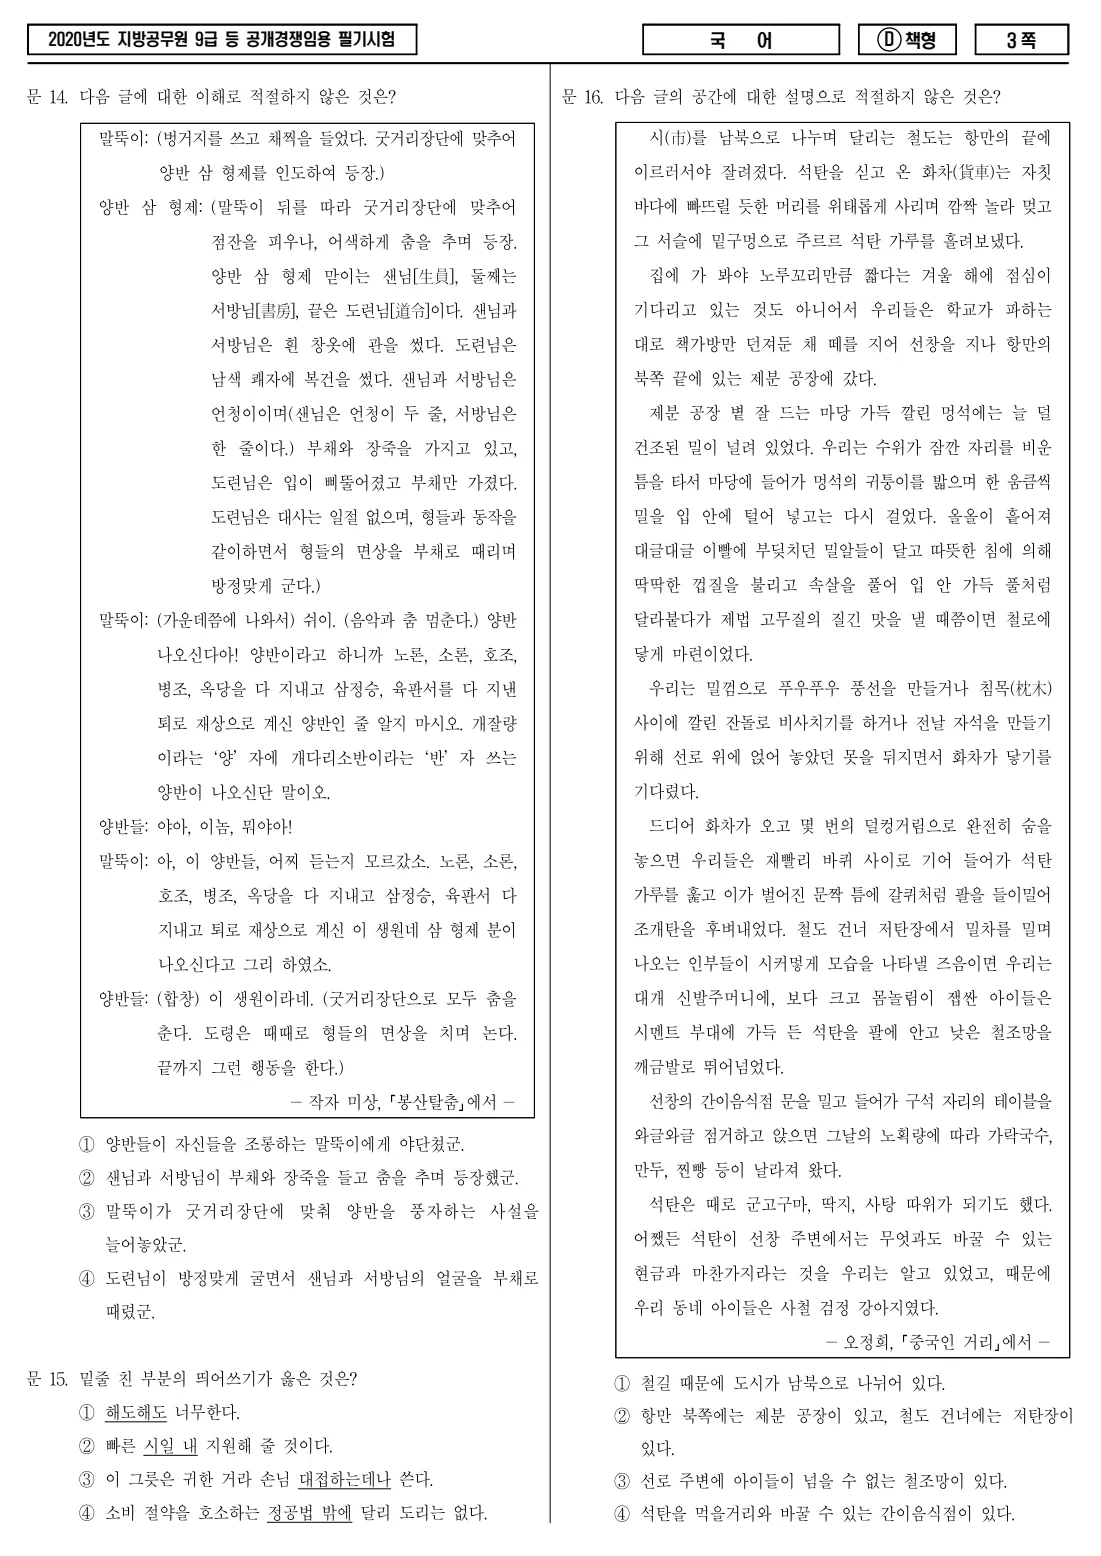 2020년도 지방공무원 9급 등 공개경쟁임용 필기시험
국 어
Ⓓ 책형
3 쪽
문 14. 다음 글에 대한 이해로 적절하지 않은 것은?
말뚝이: (벙거지를 쓰고 채찍을 들었다. 굿거리장단에 맞추어
양반 삼 형제를 인도하여 등장.)
양반 삼 형제: (말뚝이 뒤를 따라 굿거리장단에 맞추어
점잔을 피우나, 어색하게 춤을 추며 등장.
양반 삼 형제 맏이는 샌님[生員], 둘째는
서방님[書房], 끝은 도련님[道令]이다. 샌님과
서방님은 흰 창옷에 관을 썼다. 도련님은
남색 쾌자에 복건을 썼다. 샌님과 서방님은
언청이이며(샌님은 언청이 두 줄, 서방님은
한 줄이다.) 부채와 장죽을 가지고 있고,
도련님은 입이 삐뚤어졌고 부채만 가졌다.
도련님은 대사는 일절 없으며, 형들과 동작을
같이하면서 형들의 면상을 부채로 때리며
방정맞게 군다.)
말뚝이: (가운데쯤에 나와서) 쉬이. (음악과 춤 멈춘다.) 양반
나오신다아! 양반이라고 하니까 노론, 소론, 호조,
병조, 옥당을 다 지내고 삼정승, 육판서를 다 지낸
퇴로 재상으로 계신 양반인 줄 알지 마시오. 개잘량
이라는 ‘양’ 자에 개다리소반이라는 ‘반’ 자 쓰는
양반이 나오신단 말이오.
양반들: 야아, 이놈, 뭐야아!
말뚝이: 아, 이 양반들, 어찌 듣는지 모르갔소. 노론, 소론,
호조, 병조, 옥당을 다 지내고 삼정승, 육판서 다
지내고 퇴로 재상으로 계신 이 생원네 삼 형제 분이
나오신다고 그리 하였소.
양반들: (합창) 이 생원이라네. (굿거리장단으로 모두 춤을
춘다. 도령은 때때로 형들의 면상을 치며 논다.
끝까지 그런 행동을 한다.)
－ 작자 미상, ｢봉산탈춤｣에서 －
① 양반들이 자신들을 조롱하는 말뚝이에게 야단쳤군.
② 샌님과 서방님이 부채와 장죽을 들고 춤을 추며 등장했군.
③ 말뚝이가 굿거리장단에 맞춰 양반을 풍자하는 사설을
늘어놓았군.
④ 도련님이 방정맞게 굴면서 샌님과 서방님의 얼굴을 부채로
때렸군.
문 15. 밑줄 친 부분의 띄어쓰기가 옳은 것은?
① 해도해도 너무한다.
② 빠른 시일 내 지원해 줄 것이다.
③ 이 그릇은 귀한 거라 손님 대접하는데나 쓴다.
④ 소비 절약을 호소하는 정공법 밖에 달리 도리는 없다.
문 16. 다음 글의 공간에 대한 설명으로 적절하지 않은 것은?
시(市)를 남북으로 나누며 달리는 철도는 항만의 끝에
이르러서야 잘려졌다. 석탄을 싣고 온 화차(貨車)는 자칫
바다에 빠뜨릴 듯한 머리를 위태롭게 사리며 깜짝 놀라 멎고
그 서슬에 밑구멍으로 주르르 석탄 가루를 흘려보냈다.
집에 가 봐야 노루꼬리만큼 짧다는 겨울 해에 점심이
기다리고 있는 것도 아니어서 우리들은 학교가 파하는
대로 책가방만 던져둔 채 떼를 지어 선창을 지나 항만의
북쪽 끝에 있는 제분 공장에 갔다.
제분 공장 볕 잘 드는 마당 가득 깔린 멍석에는 늘 덜
건조된 밀이 널려 있었다. 우리는 수위가 잠깐 자리를 비운
틈을 타서 마당에 들어가 멍석의 귀퉁이를 밟으며 한 움큼씩
밀을 입 안에 털어 넣고는 다시 걸었다. 올올이 흩어져
대글대글 이빨에 부딪치던 밀알들이 달고 따뜻한 침에 의해
딱딱한 껍질을 불리고 속살을 풀어 입 안 가득 풀처럼
달라붙다가 제법 고무질의 질긴 맛을 낼 때쯤이면 철로에
닿게 마련이었다.
우리는 밀껌으로 푸우푸우 풍선을 만들거나 침목(枕木)
사이에 깔린 잔돌로 비사치기를 하거나 전날 자석을 만들기
위해 선로 위에 얹어 놓았던 못을 뒤지면서 화차가 닿기를
기다렸다.
드디어 화차가 오고 몇 번의 덜컹거림으로 완전히 숨을
놓으면 우리들은 재빨리 바퀴 사이로 기어 들어가 석탄
가루를 훑고 이가 벌어진 문짝 틈에 갈퀴처럼 팔을 들이밀어
조개탄을 후벼내었다. 철도 건너 저탄장에서 밀차를 밀며
나오는 인부들이 시커멓게 모습을 나타낼 즈음이면 우리는
대개 신발주머니에, 보다 크고 몸놀림이 잽싼 아이들은
시멘트 부대에 가득 든 석탄을 팔에 안고 낮은 철조망을
깨금발로 뛰어넘었다.
선창의 간이음식점 문을 밀고 들어가 구석 자리의 테이블을
와글와글 점거하고 앉으면 그날의 노획량에 따라 가락국수,
만두, 찐빵 등이 날라져 왔다.
석탄은 때로 군고구마, 딱지, 사탕 따위가 되기도 했다.
어쨌든 석탄이 선창 주변에서는 무엇과도 바꿀 수 있는
현금과 마찬가지라는 것을 우리는 알고 있었고, 때문에
우리 동네 아이들은 사철 검정 강아지였다.
－ 오정희, ｢중국인 거리｣에서 －
① 철길 때문에 도시가 남북으로 나뉘어 있다.
② 항만 북쪽에는 제분 공장이 있고, 철도 건너에는 저탄장이
있다.
③ 선로 주변에 아이들이 넘을 수 없는 철조망이 있다.
④ 석탄을 먹을거리와 바꿀 수 있는 간이음식점이 있다.